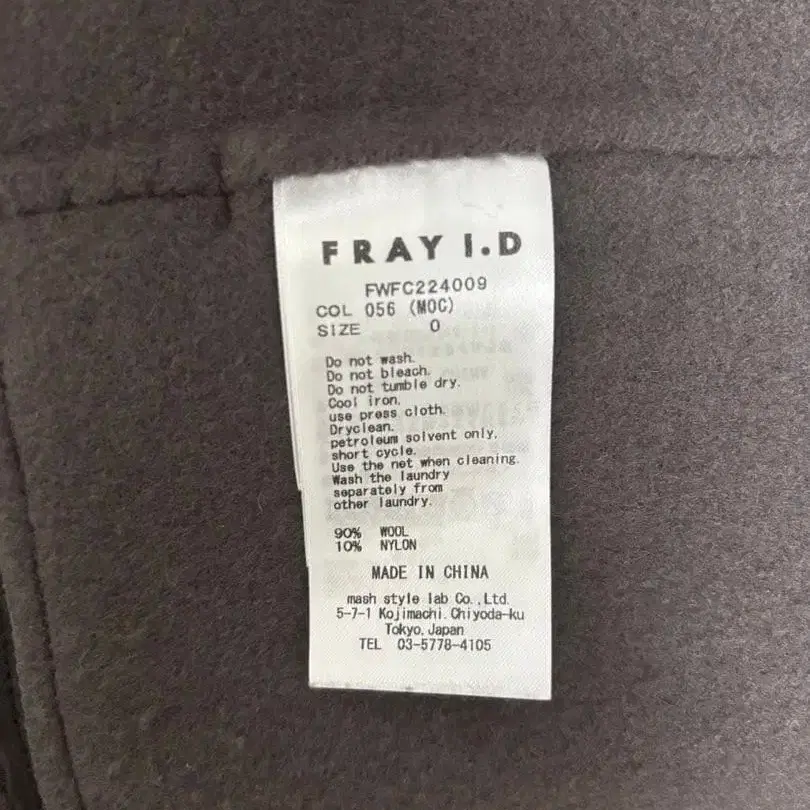 FRAY I.D
FWFC224009
COL 056 (MOC)
SIZE 0
Do not wash.
Do not bleach.
Do not tumble dry.
Cool iron.
use press cloth.
Dryclean.
petroleum solvent only.
short cycle.
Use the net when cleaning.
Wash the laundry
separately from
other laundry.
90% WOOL
10% NYLON
MADE IN CHINA
mash style lab Co.,Ltd.
5-7-1 Kojimachi.Chiyoda-ku
Tokyo.Japan
TEL 03-5778-4105